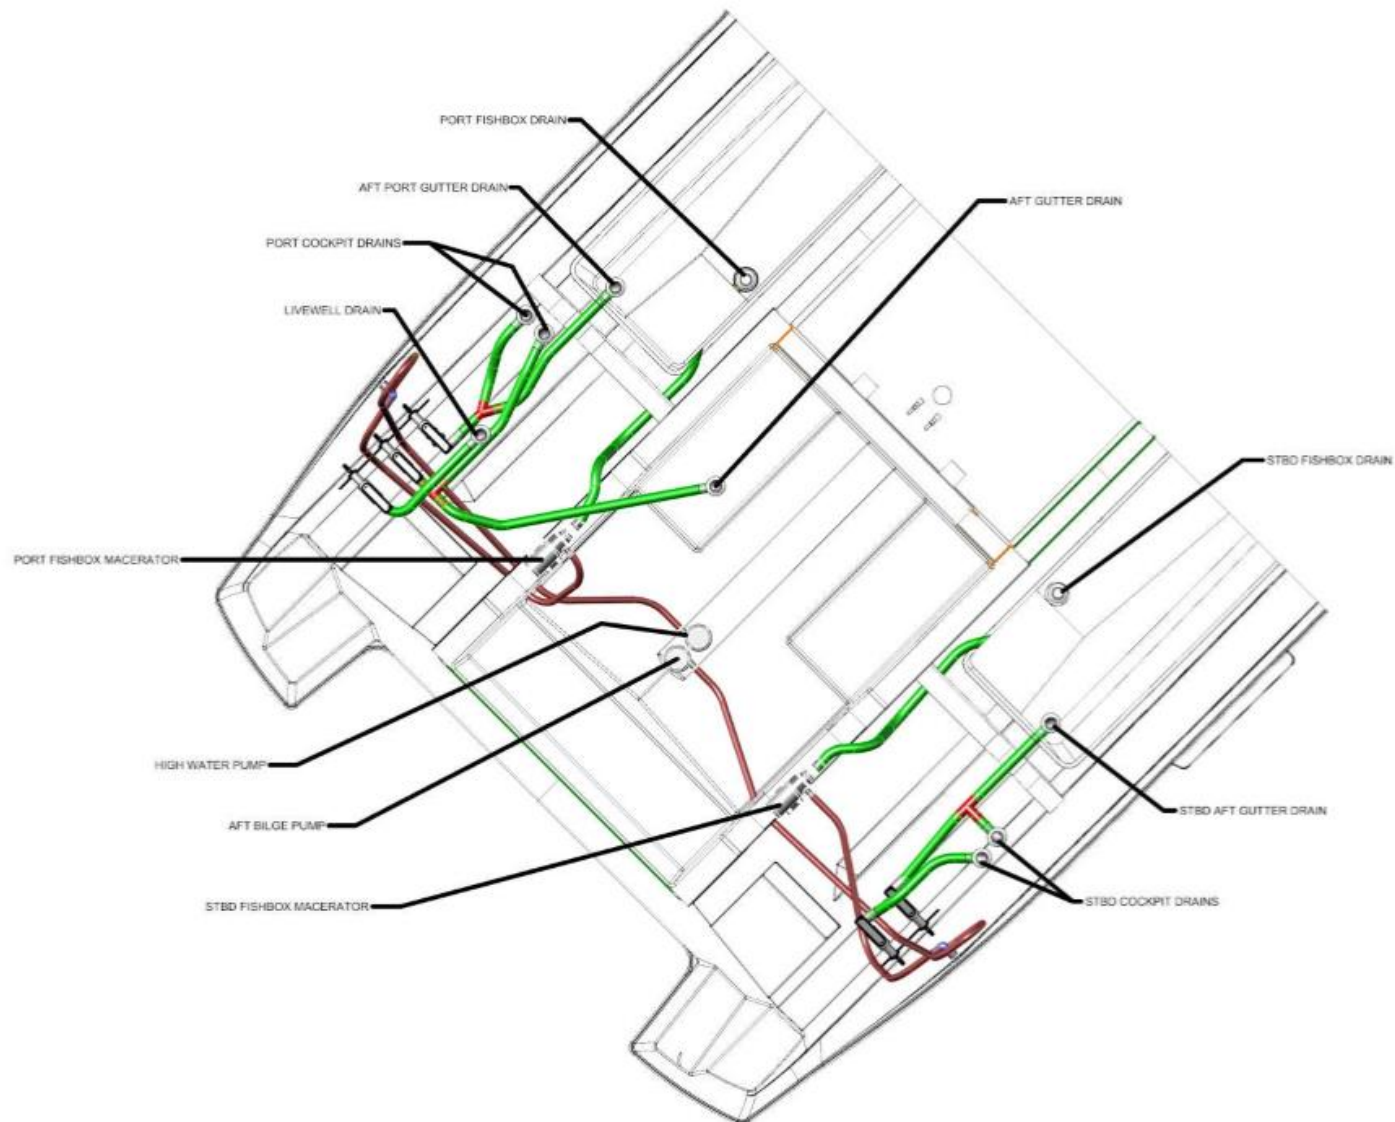 PORT FISHBOX DRAIN
AFT PORT GUTTER DRAIN
AFT GUTTER DRAIN
PORT COCKPIT DRAINS
LIVEWELL DRAIN
STBD FISHBOX DRAIN
PORT FISHBOX MACERATOR
HIGH WATER PUMP
STBD AFT GUTTER DRAIN
AFT BILGE PUMP
STBD COCKPIT DRAINS
STBD FISHBOX MACERATOR